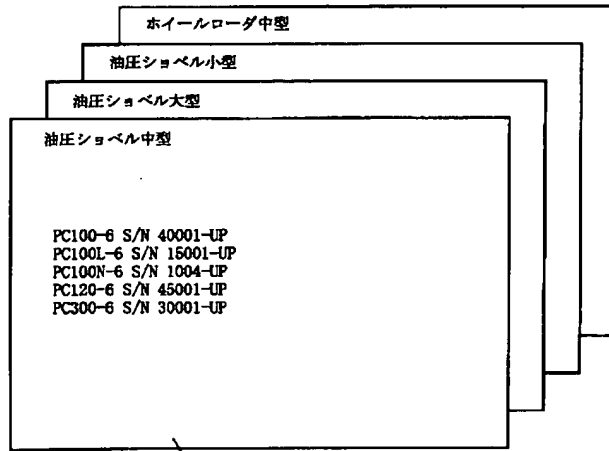 ホイールローダ中型
油圧ショベル小型
油圧ショベル大型
油圧ショベル中型
PC100-6 S/N 40001-UP
PC100L-6 S/N 15001-UP
PC100N-6 S/N 1004-UP
PC120-6 S/N 45001-UP
PC300-6 S/N 30001-UP